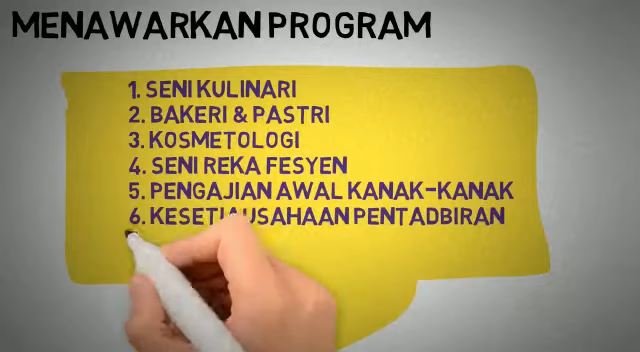 MENAWARKAN PROGRAM
1. SENI KULINARI
2. BAKERI & PASTRI
3. KOSMETOLOGI
4. SENI REKA FESYEN
5. PENGAJIAN AWAL KANAK-KANAK
6. KESETIAUSAHAAN PENTADBIRAN